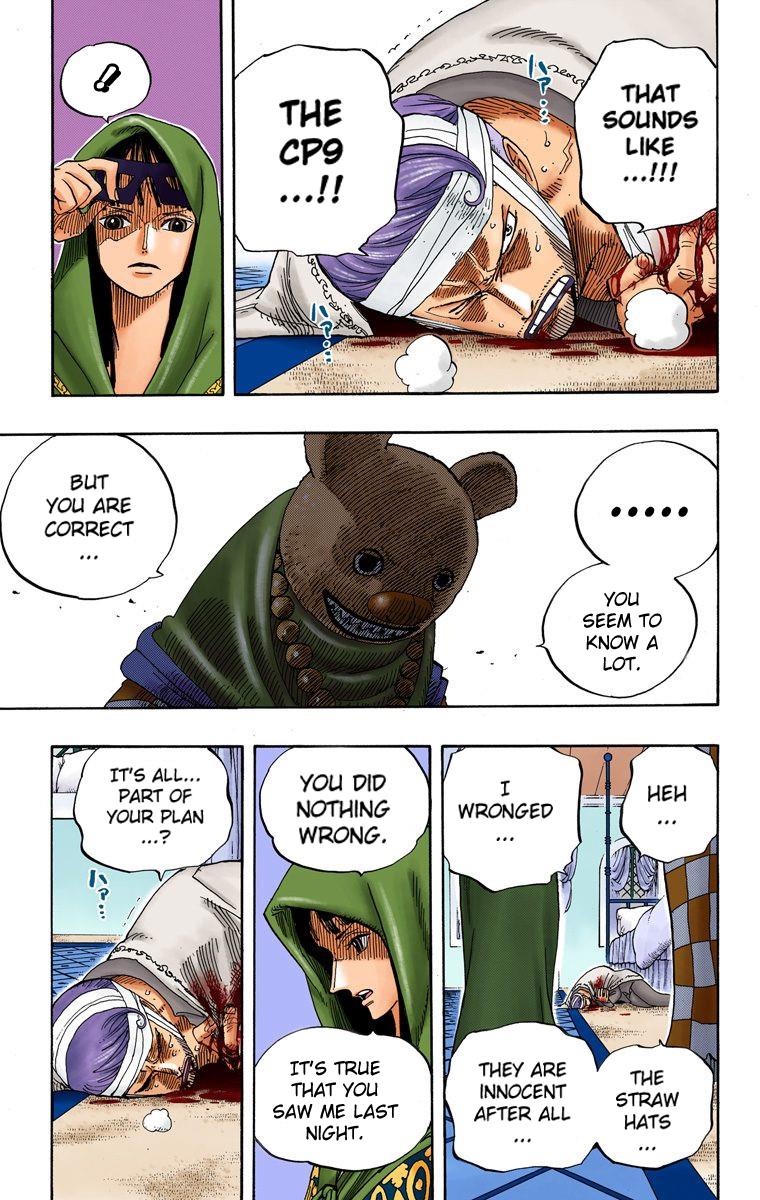 THAT
SOUNDS
LIKE
...!!!
ハァ…
THE
CP9
...!!
ハァ…
!!
•••••
YOU
SEEM TO
KNOW A
LOT.
BUT
YOU ARE
CORRECT
...
HEH
...
I
WRONGED
...
THE
STRAW
HATS
...
THEY ARE
INNOCENT
AFTER ALL
...
YOU DID
NOTHING
WRONG.
IT'S TRUE
THAT YOU
SAW ME LAST
NIGHT.
IT'S ALL...
PART OF
YOUR PLAN
...?
ハァ…